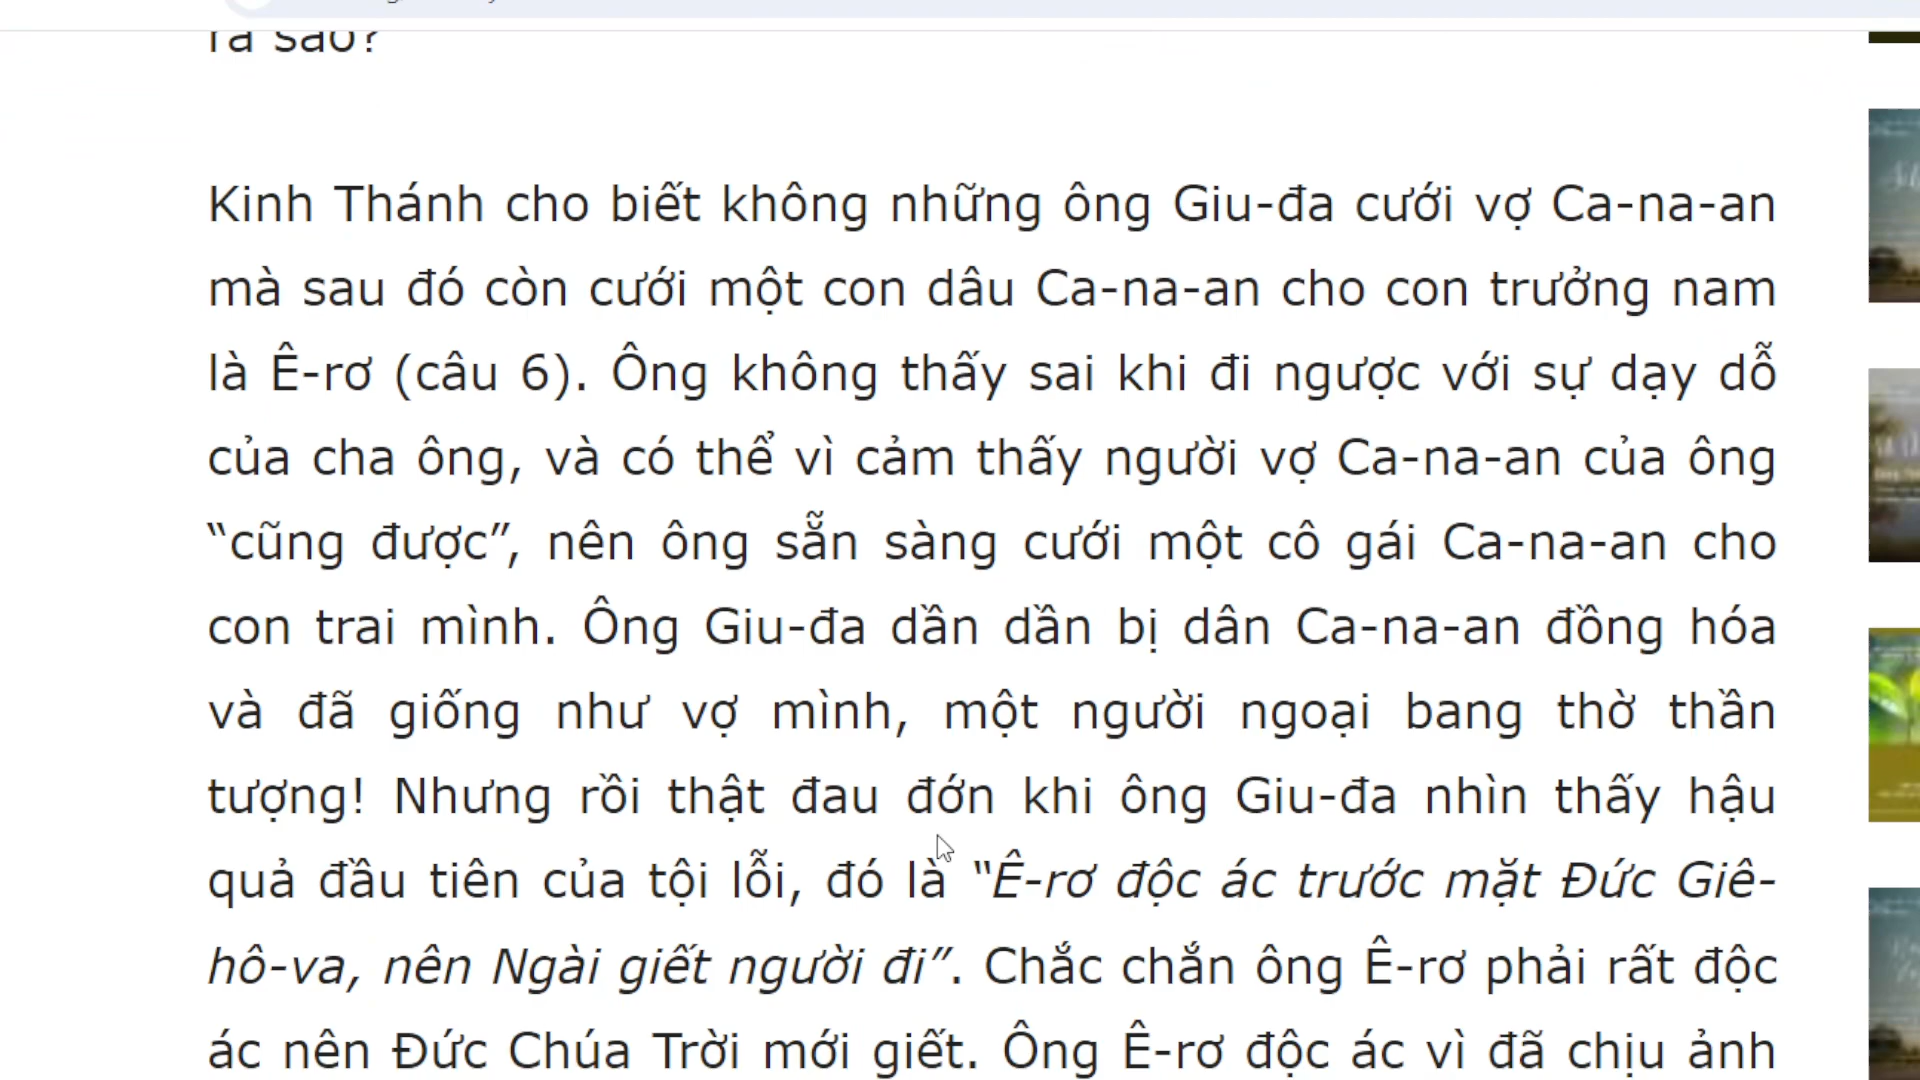 ra sao?
Kinh Thánh cho biết không những ông Giu-đa cưới vợ Ca-na-an
mà sau đó còn cưới một con dâu Ca-na-an cho con trưởng nam
là Ê-rơ (câu 6). Ông không thấy sai khi đi ngược với sự dạy dỗ
của cha ông, và có thể vì cảm thấy người vợ Ca-na-an của ông
“cũng được”, nên ông sẵn sàng cưới một cô gái Ca-na-an cho
con trai mình. Ông Giu-đa dần dần bị dân Ca-na-an đồng hóa
và đã giống như vợ mình, một người ngoại bang thờ thần
tượng! Nhưng rồi thật đau đớn khi ông Giu-đa nhìn thấy hậu
quả đầu tiên của tội lỗi, đó là “Ê-rơ độc ác trước mặt Đức Giê-
hô-va, nên Ngài giết người đi”. Chắc chắn ông Ê-rơ phải rất độc
ác nên Đức Chúa Trời mới giết. Ông Ê-rơ độc ác vì đã chịu ảnh